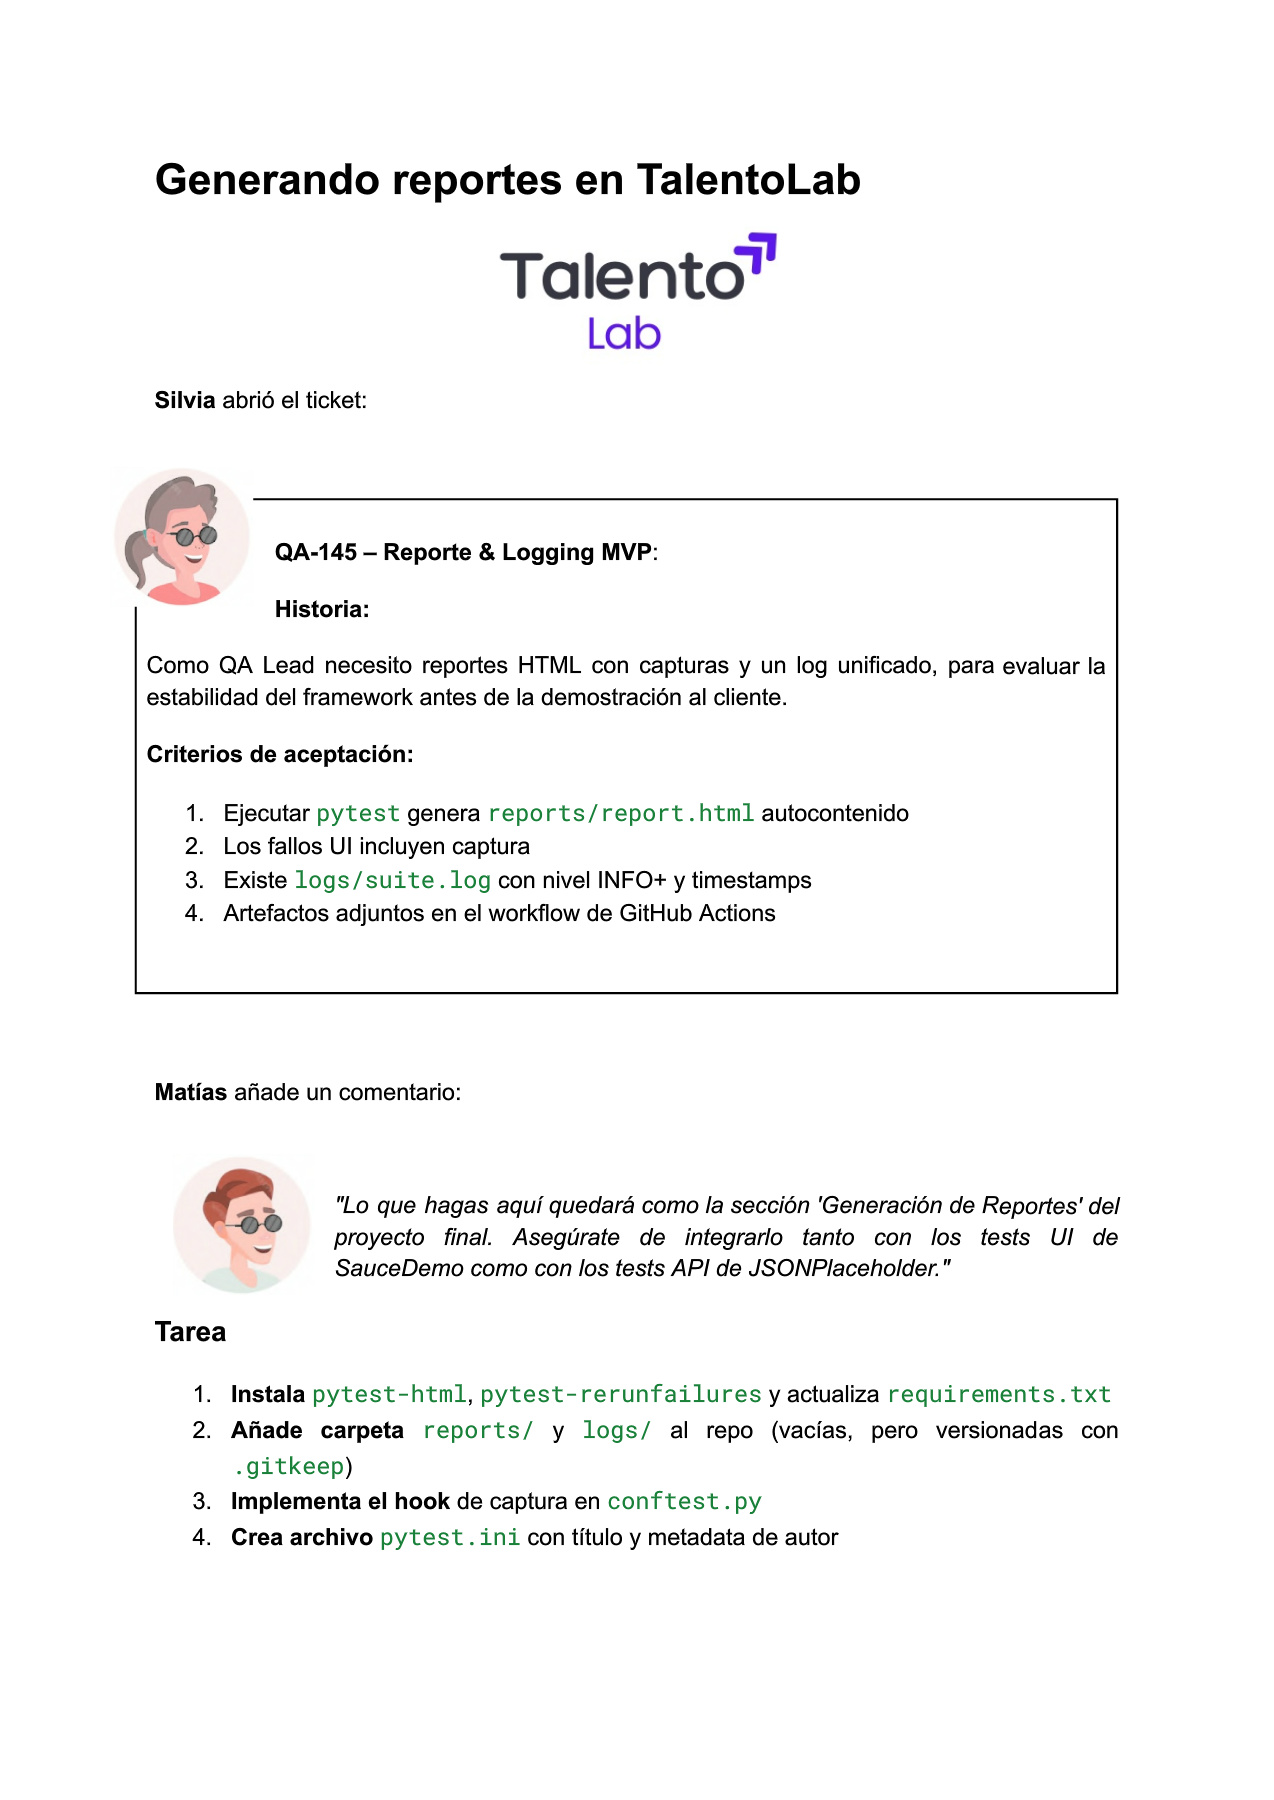 Generando reportes en TalentoLab
Talento
Lab
Silvia abrió el ticket:
QA-145 – Reporte & Logging MVP:
Historia:
Como QA Lead necesito reportes HTML con capturas y un log unificado, para evaluar la
estabilidad del framework antes de la demostración al cliente.
Criterios de aceptación:
1. Ejecutar pytest genera reports/report.html autocontenido
2. Los fallos UI incluyen captura
3. Existe logs/suite.log con nivel INFO+ y timestamps
4. Artefactos adjuntos en el workflow de GitHub Actions
Matías añade un comentario:
"Lo que hagas aquí quedará como la sección 'Generación de Reportes' del
proyecto final. Asegúrate de integrarlo tanto con los tests UI de
SauceDemo como con los tests API de JSONPlaceholder."
Tarea
1. Instala pytest-html, pytest-rerunfailures y actualiza requirements.txt
2. Añade carpeta reports/ y logs/ al repo (vacías, pero versionadas con
.gitkeep)
3. Implementa el hook de captura en conftest.py
4. Crea archivo pytest.ini con título y metadata de autor